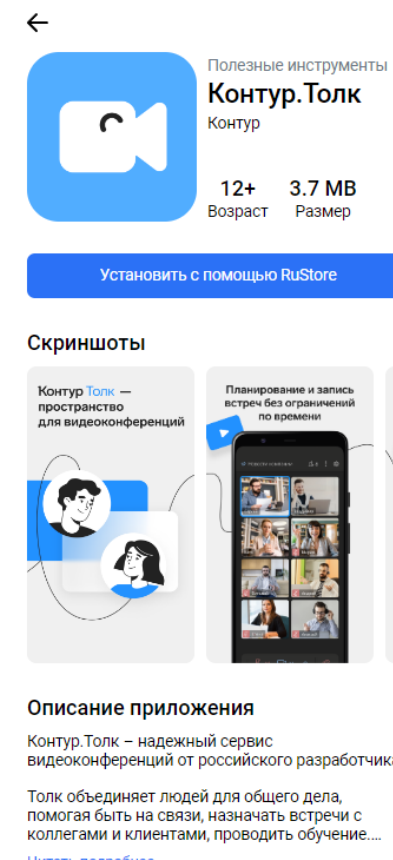 Полезные инструменты
Контур.Толк
Контур
12+ 3.7 MB
Возраст Размер
Установить с помощью RuStore
Скриншоты
Контур Толк —
пространство
для видеоконференций
Планирование и запись
встреч без ограничений
по времени
Описание приложения
Контур.Толк – надежный сервис
видеоконференций от российского разработчика
Толк объединяет людей для общего дела,
помогая быть на связи, назначать встречи с
коллегами и клиентами, проводить обучение....
Читать подробнее